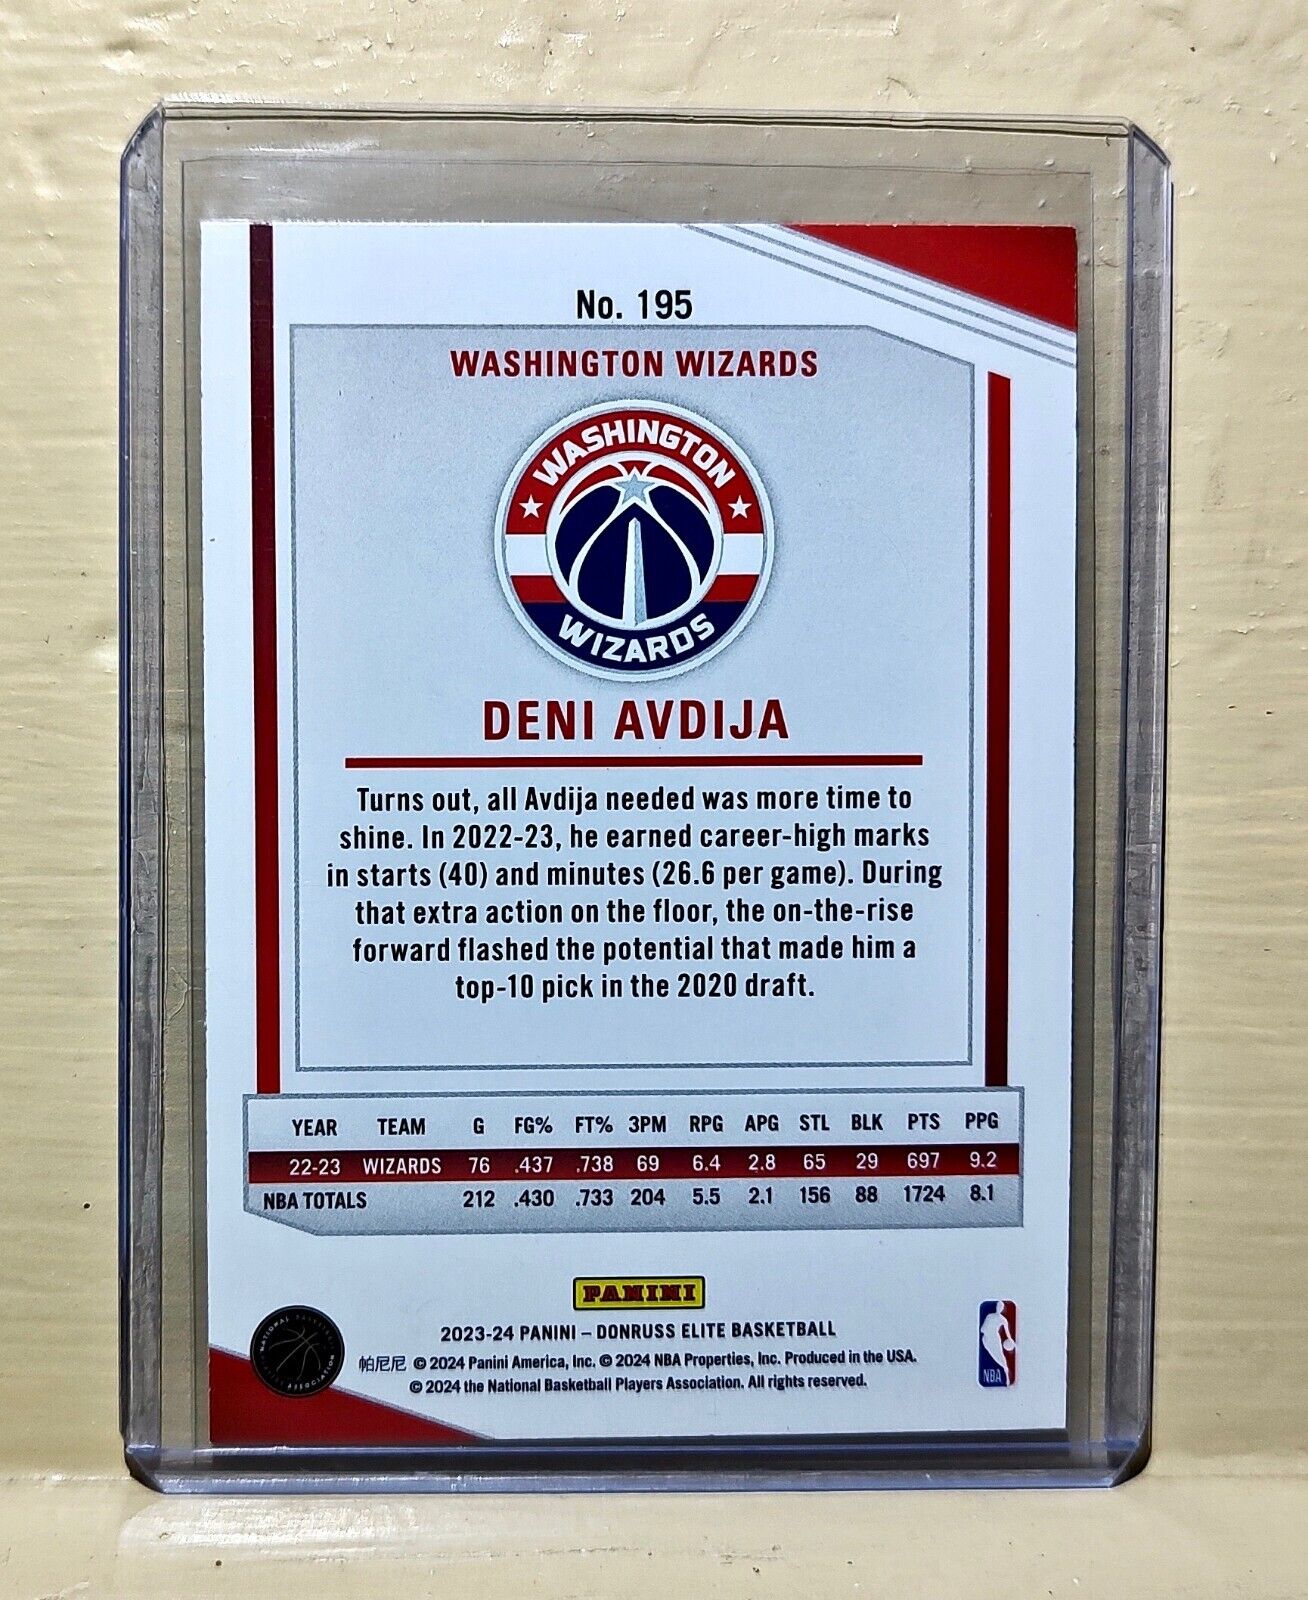 No. 195
WASHINGTON WIZARDS
WASHINGTON
WIZARDS
DENI AVDIJA
Turns out, all Avdija needed was more time to
shine. In 2022-23, he earned career-high marks
in starts (40) and minutes (26.6 per game). During
that extra action on the floor, the on-the-rise
forward flashed the potential that made him a
top-10 pick in the 2020 draft.
YEAR TEAM G FG% FT% 3PM RPG APG STL BLK PTS PPG
22-23 WIZARDS 76 .437 .738 69 6.4 2.8 65 29 697 9.2
NBA TOTALS 212 .430 .733 204 5.5 2.1 156 88 1724 8.1
PANINI
2023-24 PANINI – DONRUSS ELITE BASKETBALL
帕尼尼 © 2024 Panini America, Inc. © 2024 NBA Properties, Inc. Produced in the USA.
© 2024 the National Basketball Players Association. All rights reserved.
NATIONAL BASKETBALL
PLAYERS ASSOCIATION
NBA